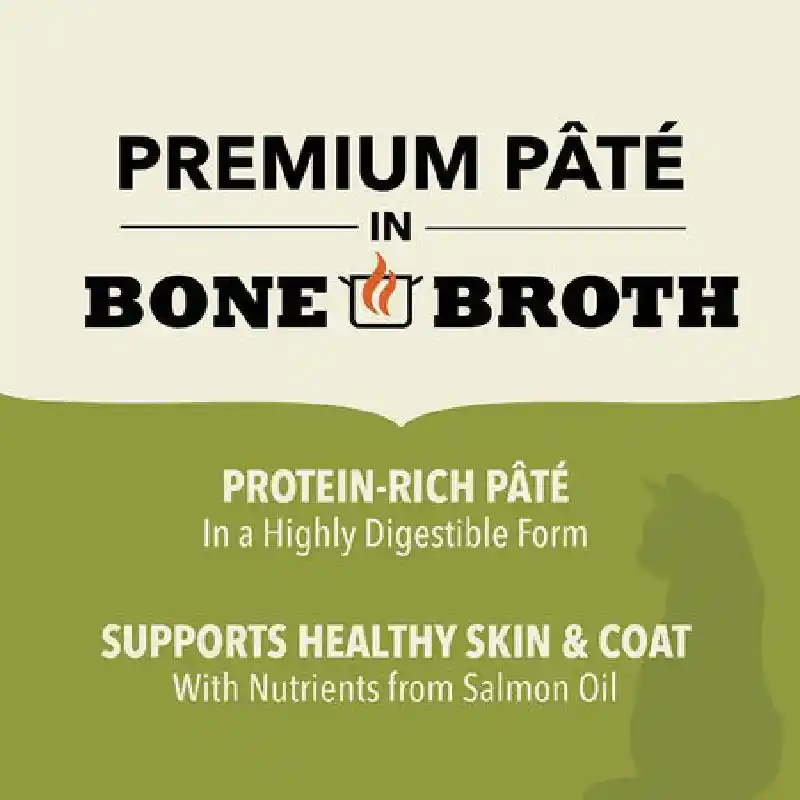 PREMIUM PÂTÉ
IN
BONE BROTH
PROTEIN-RICH PÂTÉ
In a Highly Digestible Form
SUPPORTS HEALTHY SKIN & COAT
With Nutrients from Salmon Oil